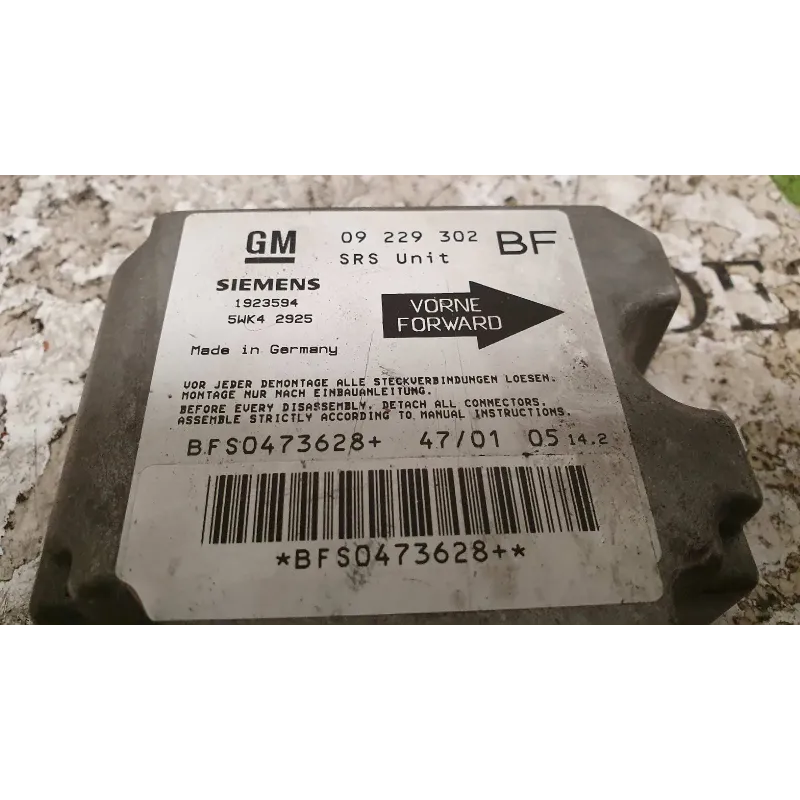 GM
09 229 302 BF
SRS Unit
SIEMENS
1923594
5WK4 2925
VORNE
FORWARD
Made in Germany
VOR JEDER DEMONTAGE ALLE STECKVERBINDUNGEN LOESEN.
MONTAGE NUR NACH EINBAUANLEITUNG.
BEFORE EVERY DISASSEMBLY, DETACH ALL CONNECTORS.
ASSEMBLE STRICTLY ACCORDING TO MANUAL INSTRUCTIONS.
BFS0473628+ 47/01 05 14.2
*BFS0473628+*